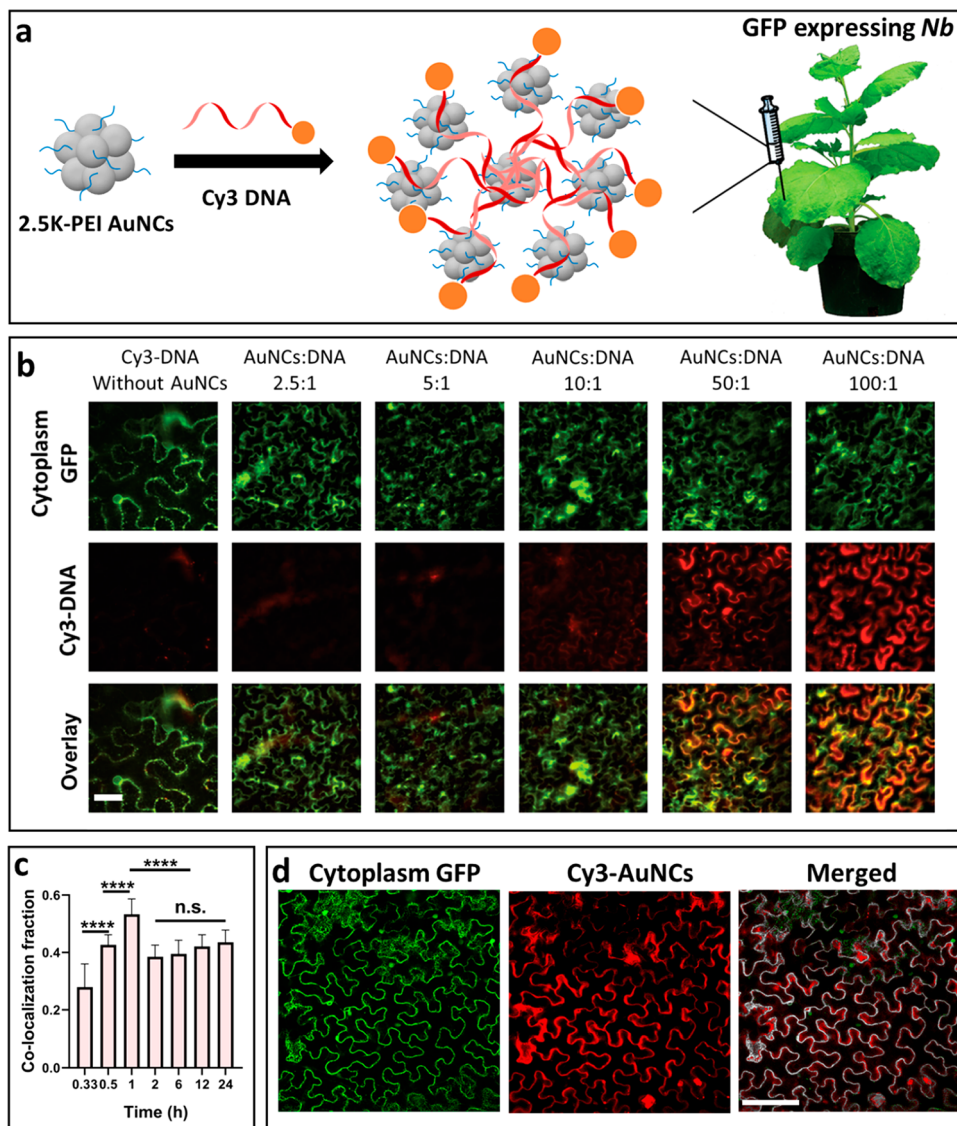 a
GFP expressing Nb
2.5K-PEI AuNCs
Cy3 DNA
b
Cy3-DNA
Without AuNCs
AuNCs:DNA
2.5:1
AuNCs:DNA
5:1
AuNCs:DNA
10:1
AuNCs:DNA
50:1
AuNCs:DNA
100:1
Cytoplasm
GFP
Cy3-DNA
Overlay
c
Co-localization fraction
0.6
0.4
0.2
0.0
****
****
****
n.s.
0.33
0.5
1
2
6
12
24
Time (h)
d
Cytoplasm GFP
Cy3-AuNCs
Merged